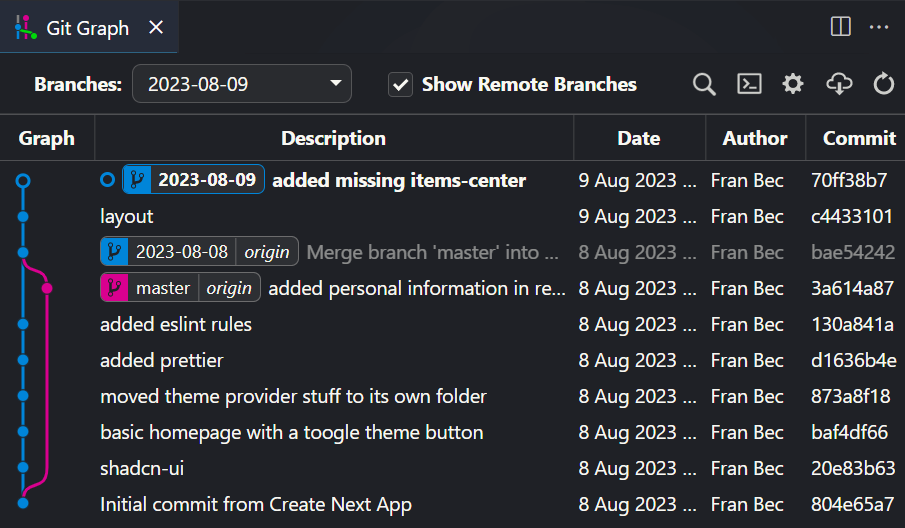 Git Graph
Branches: 2023-08-09 Show Remote Branches
Graph Description Date Author Commit
2023-08-09 added missing items-center 9 Aug 2023 ... Fran Bec 70ff38b7
layout 9 Aug 2023 ... Fran Bec c4433101
2023-08-08 origin Merge branch 'master' into ... 8 Aug 2023 ... Fran Bec bae54242
master origin added personal information in re... 8 Aug 2023 ... Fran Bec 3a614a87
added eslint rules 8 Aug 2023 ... Fran Bec 130a841a
added prettier 8 Aug 2023 ... Fran Bec d1636b4e
moved theme provider stuff to its own folder 8 Aug 2023 ... Fran Bec 873a8f18
basic homepage with a toogle theme button 8 Aug 2023 ... Fran Bec baf4df66
shadcn-ui 8 Aug 2023 ... Fran Bec 20e83b63
Initial commit from Create Next App 8 Aug 2023 ... Fran Bec 804e65a7